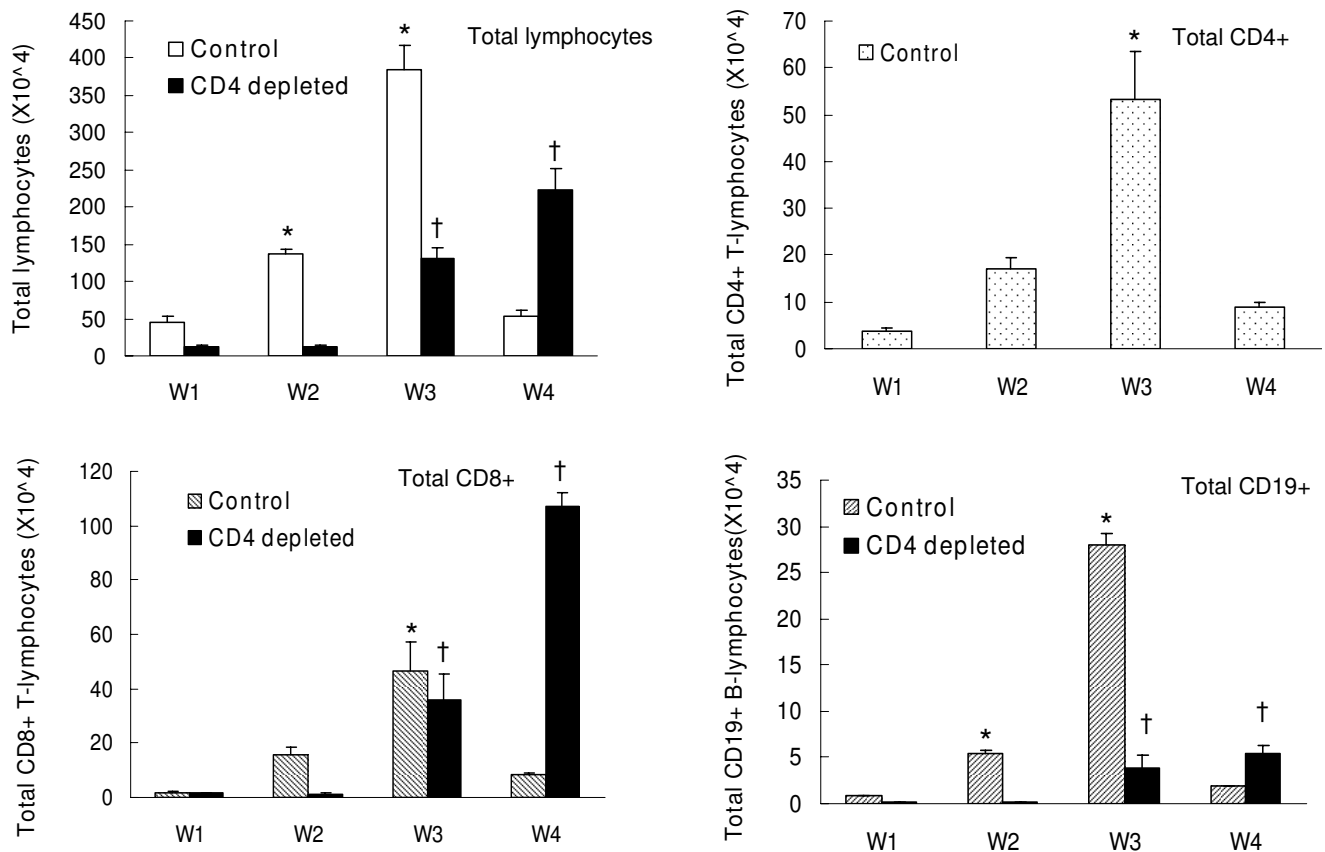 Total lymphocytes (X10^4)
450
400
350
300
250
200
150
100
50
0
Control
CD4 depleted
Total lymphocytes
*
*
†
†
W1 W2 W3 W4
Total CD4+ T-lymphocytes (X10^4)
70
60
50
40
30
20
10
0
Control
Total CD4+
*
W1 W2 W3 W4
Total CD8+ T-lymphocytes (X10^4)
120
100
80
60
40
20
0
Control
CD4 depleted
Total CD8+
*
†
†
W1 W2 W3 W4
Total CD19+ B-lymphocytes(X10^4)
35
30
25
20
15
10
5
0
Control
CD4 depleted
Total CD19+
*
*
†
†
W1 W2 W3 W4